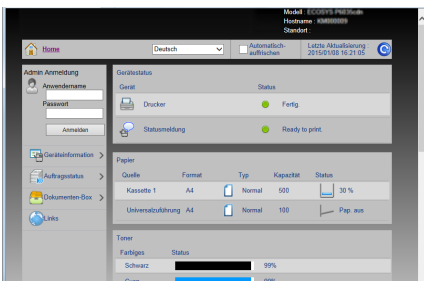 Modell : ECOSYS P6035cdn
Hostname :
Standort :
Home
Deutsch
Automatisch-
auffrischen
Letzte Aktualisierung :
2015/01/08 16:21:05
Admin Anmeldung
Anwendername
Passwort
Anmelden
Geräteinformation
Auftragsstatus
Dokumenten-Box
Links
Gerätestatus
Gerät Status
Drucker Fertig.
Statusmeldung Ready to print
Papier
Quelle Format Typ Kapazität Status
Kassette 1 A4 Normal 500 30 %
Universalzuführung A4 Normal 100 Pap. aus
Toner
Farbiges Status
Schwarz 99%